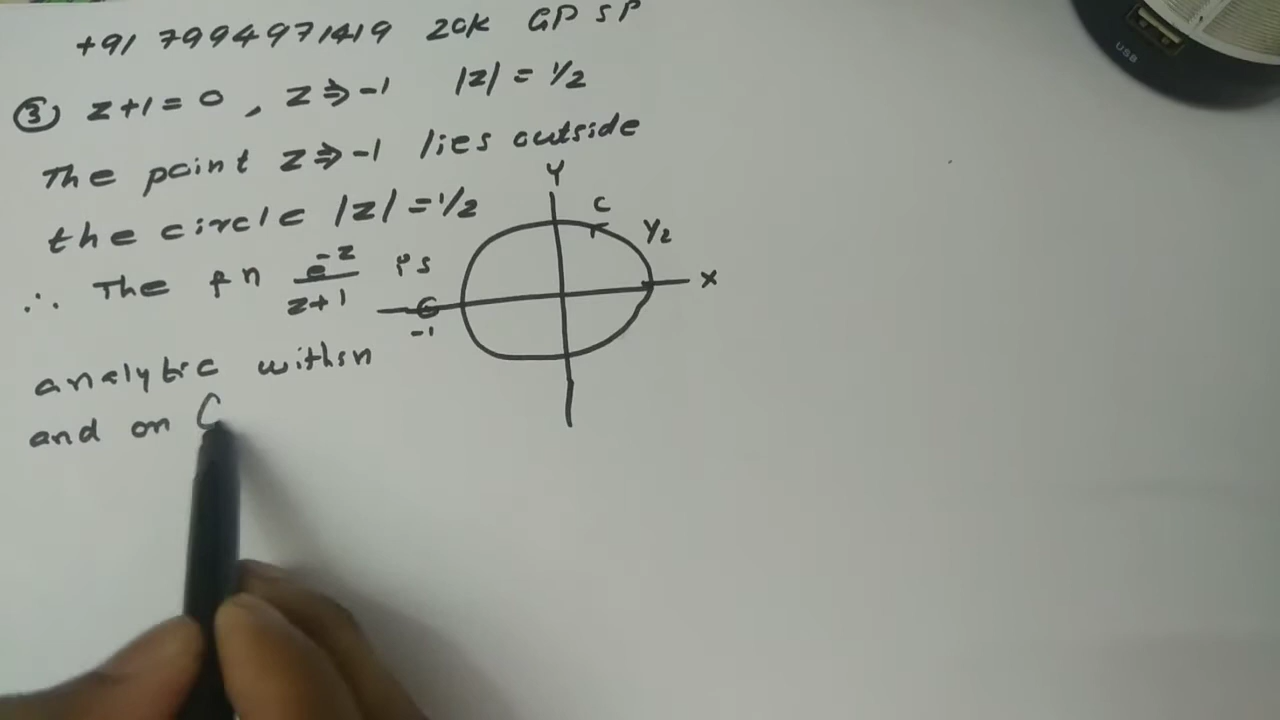 +91 7994971419 20K GP SP
③ z+1=0, z⇒-1 |z| = 1/2
The point z⇒-1 lies outside
the circle |z| = 1/2
∴ The fn e^-z/z+1 is
analytic within
and on C
Y
C
1/2
X
-1
USB